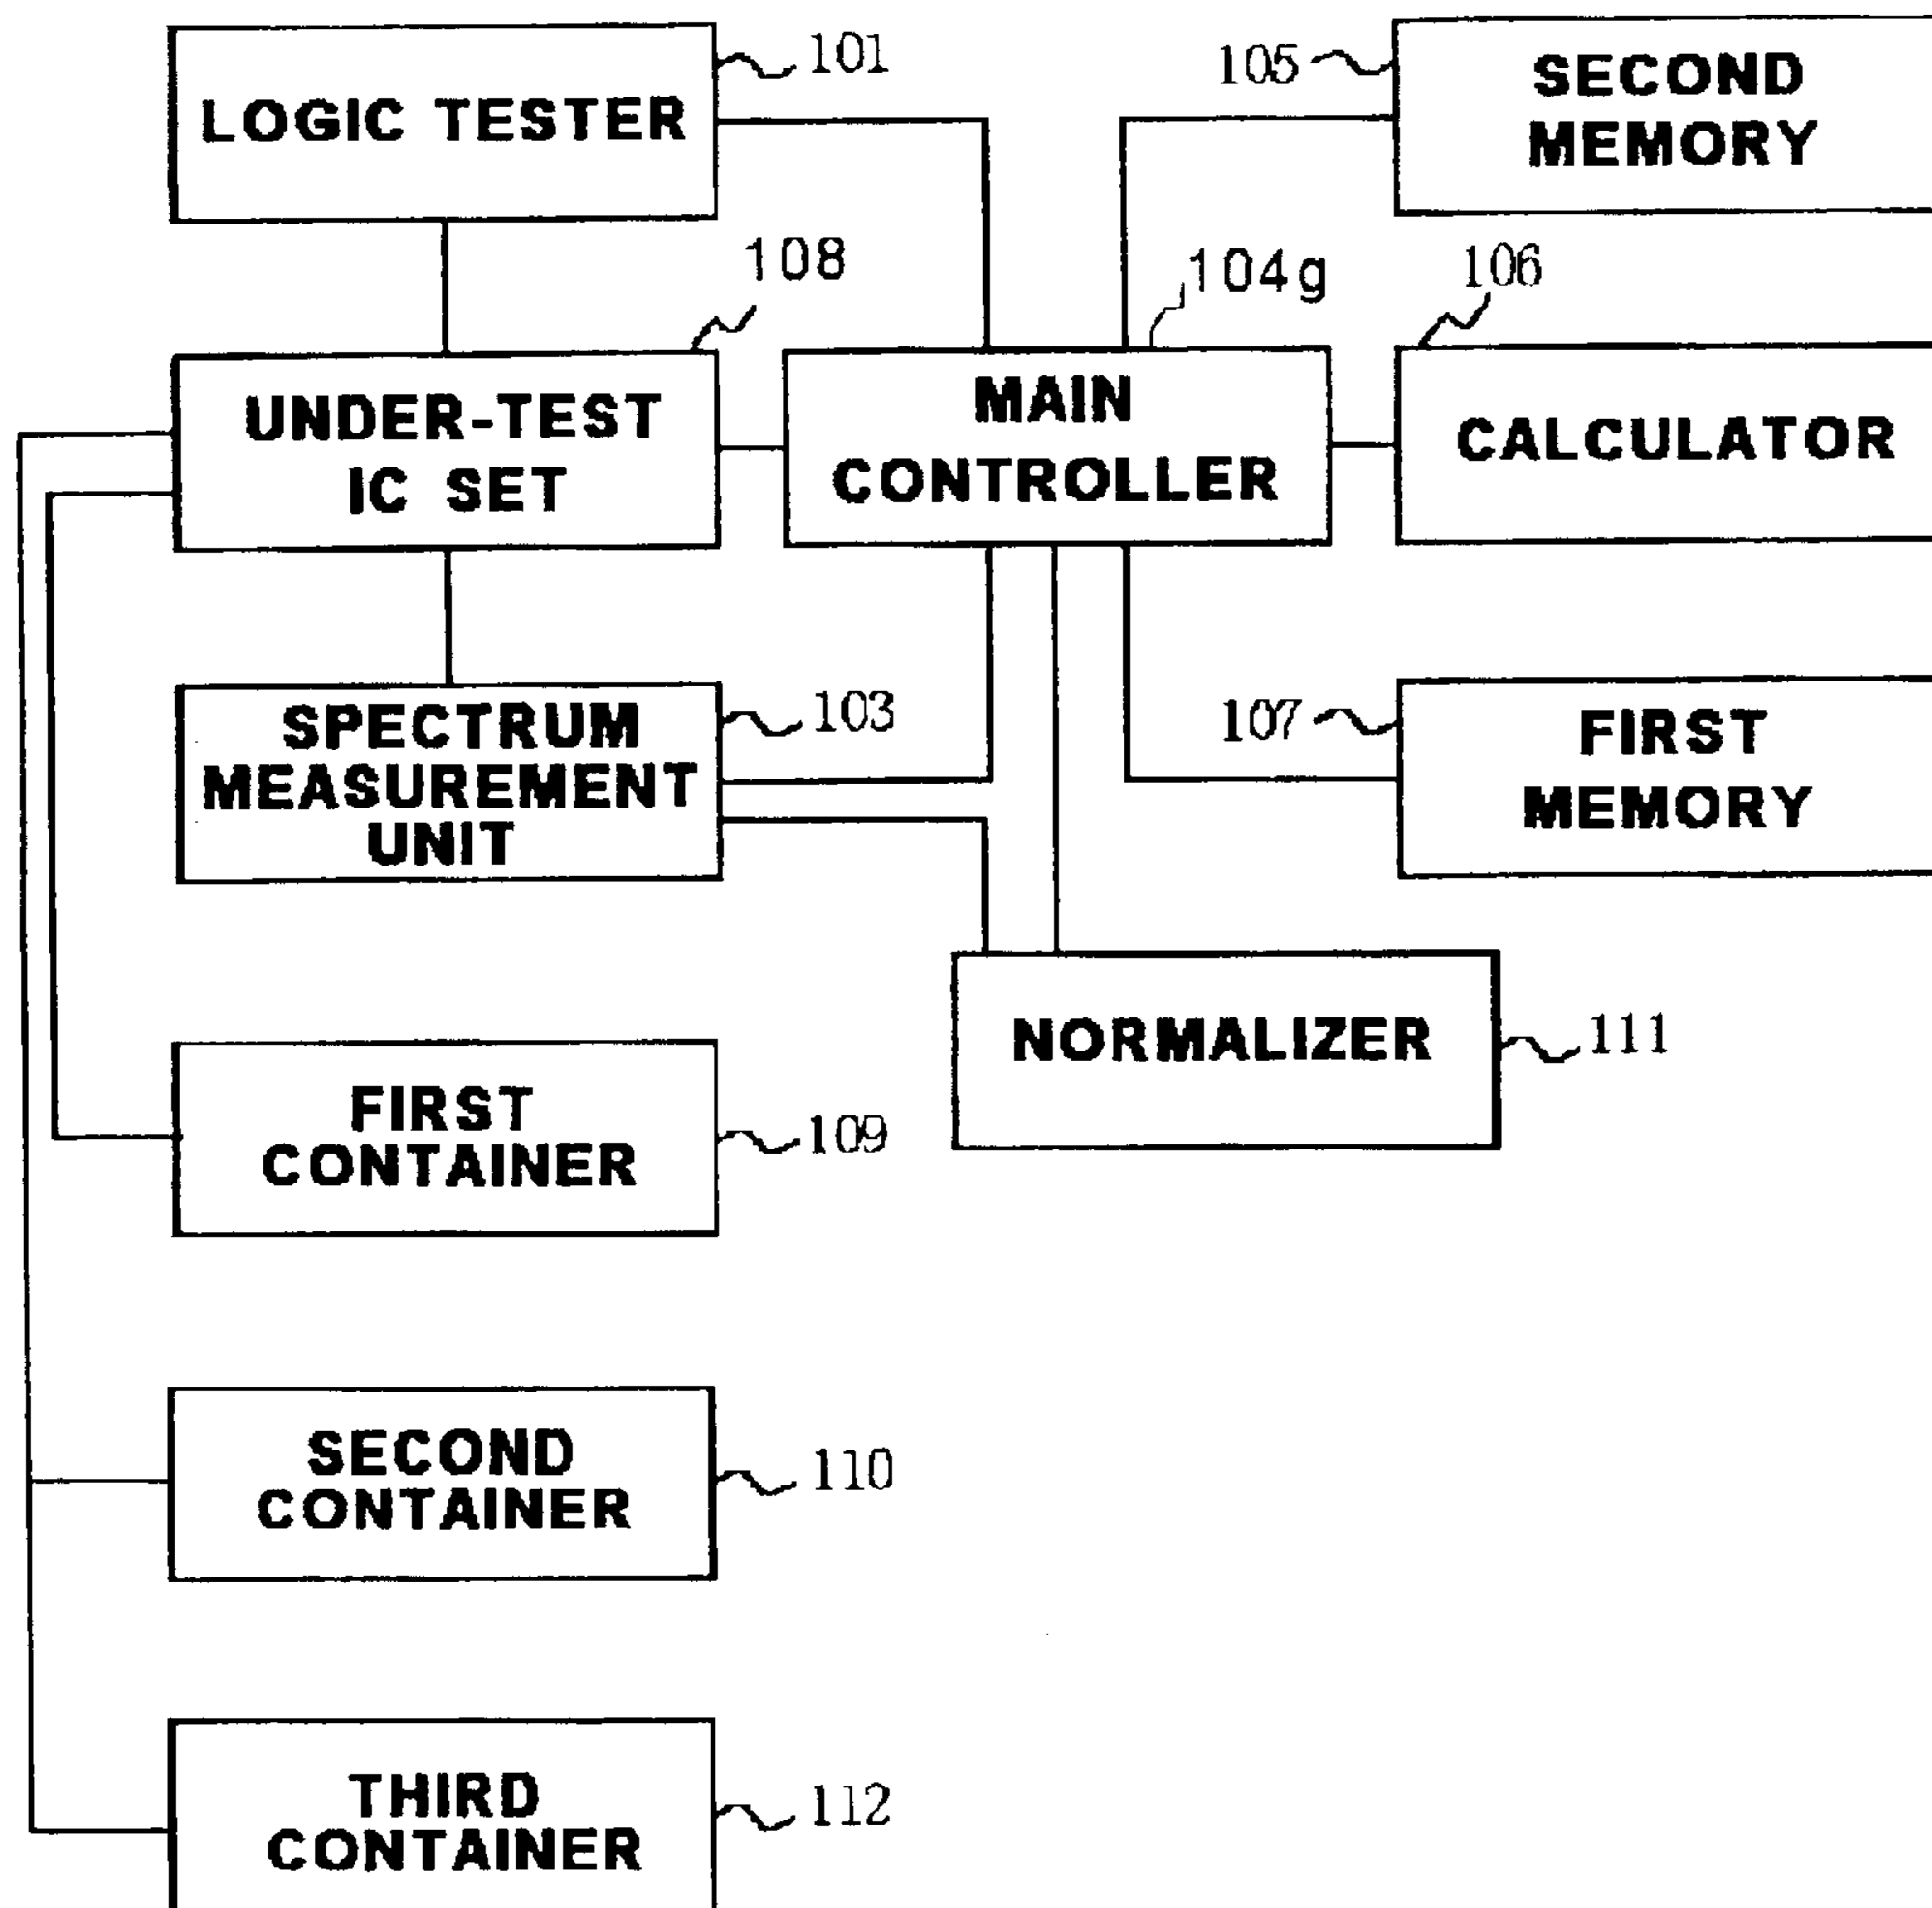 LOGIC TESTER
101
105
SECOND
MEMORY
108
104g
106
UNDER-TEST
IC SET
MAIN
CONTROLLER
CALCULATOR
SPECTRUM
MEASUREMENT
UNIT
103
107
FIRST
MEMORY
NORMALIZER
111
FIRST
CONTAINER
109
SECOND
CONTAINER
110
THIRD
CONTAINER
112